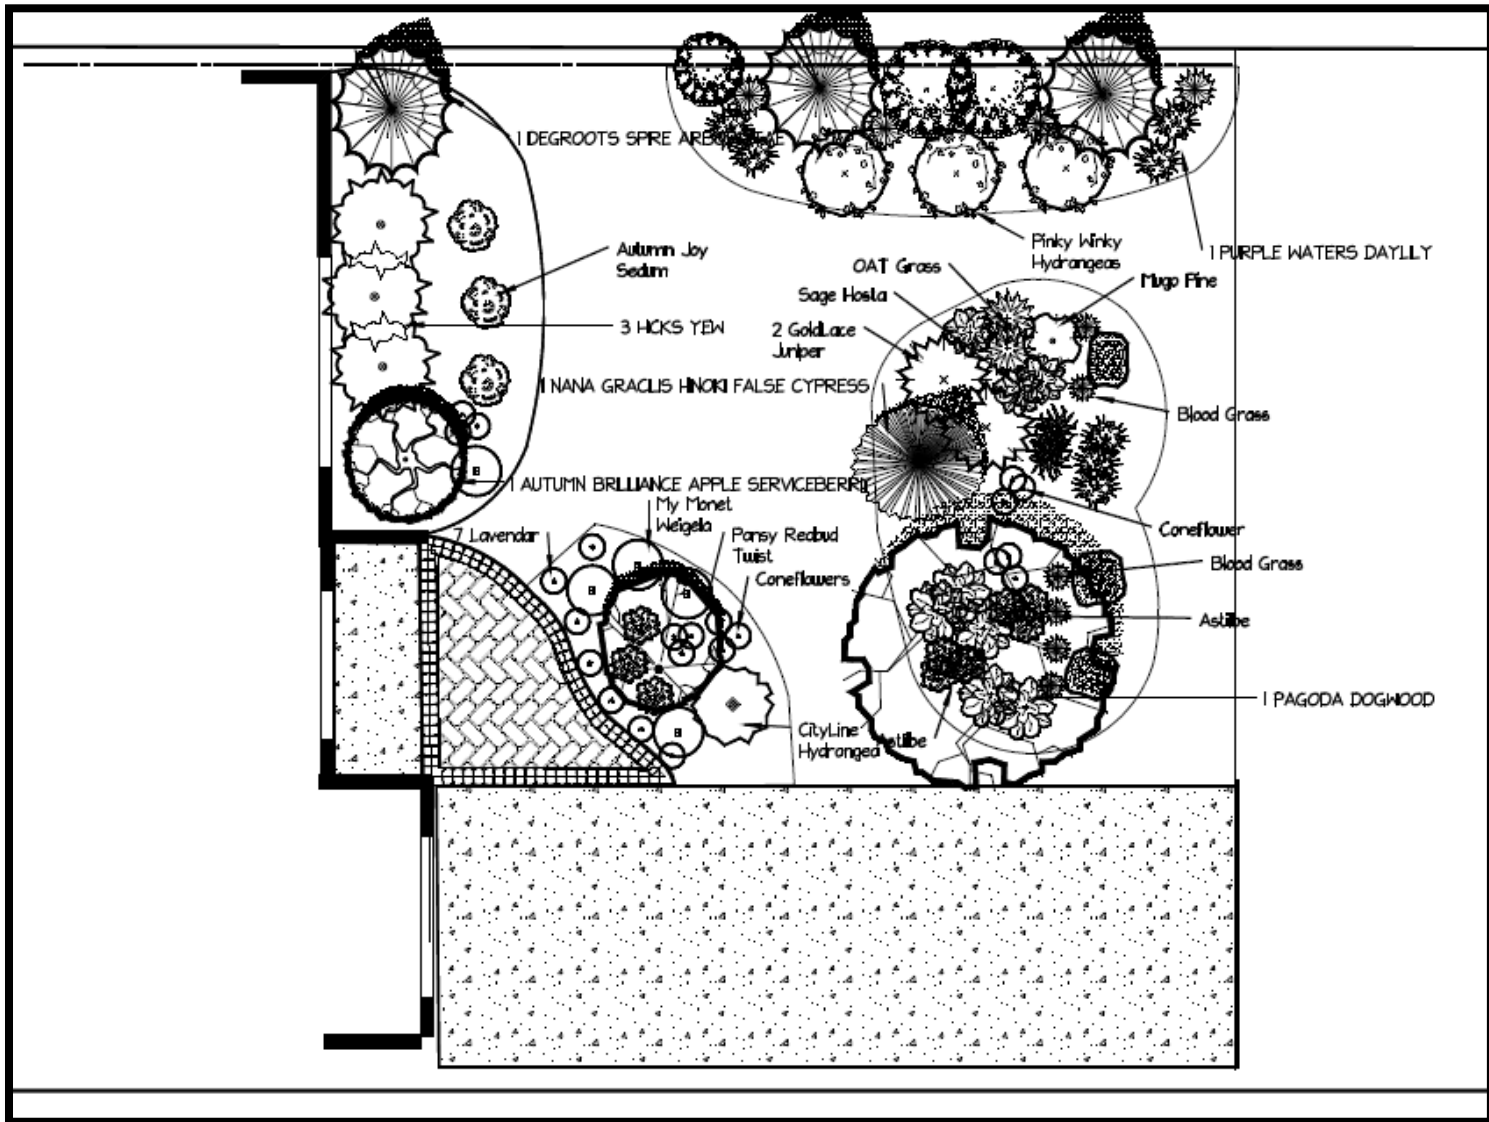 1 DEGROOTS SPIRE ARBORVITAE
Pinky Winky
Hydrangeas
1 PURPLE WATERS DAYLILY
Autumn Joy
Sedum
OAT Grass
Mugo Pine
Sage Hosta
3 HICKS YEW
2 GoldLace
Juniper
1 NANA GRACILIS HINOKI FALSE CYPRESS
Blood Grass
1 AUTUMN BRILLIANCE APPLE SERVICEBERRY
My Monet
Weigella
7 Lavendar
Pansy Redbud
Twist
Coneflower
Blood Grass
Coneflowers
Astilbe
1 PAGODA DOGWOOD
CityLine
Hydrangea
Astilbe